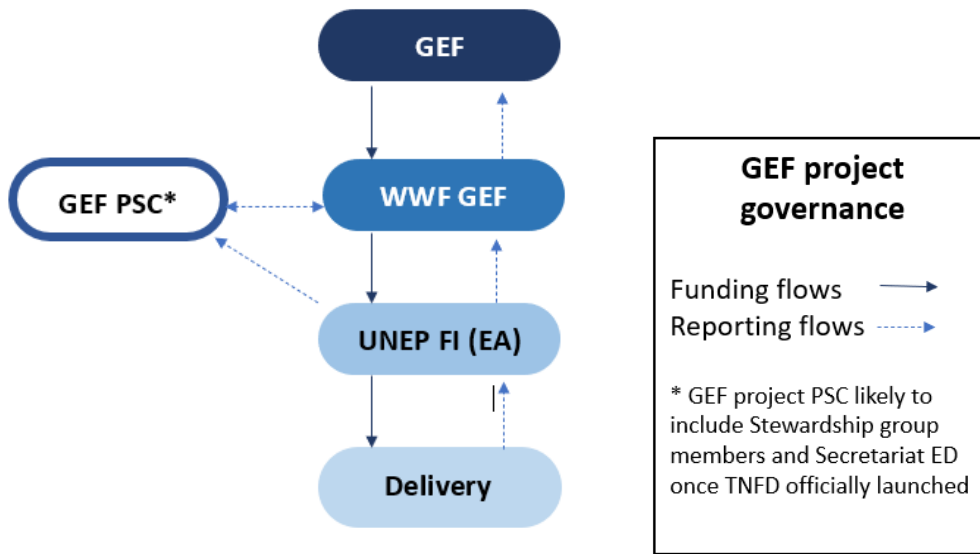 GEF
GEF PSC*
WWF GEF
UNEP FI (EA)
Delivery
GEF project
governance
Funding flows
Reporting flows
* GEF project PSC likely to
include Stewardship group
members and Secretariat ED
once TNFD officially launched